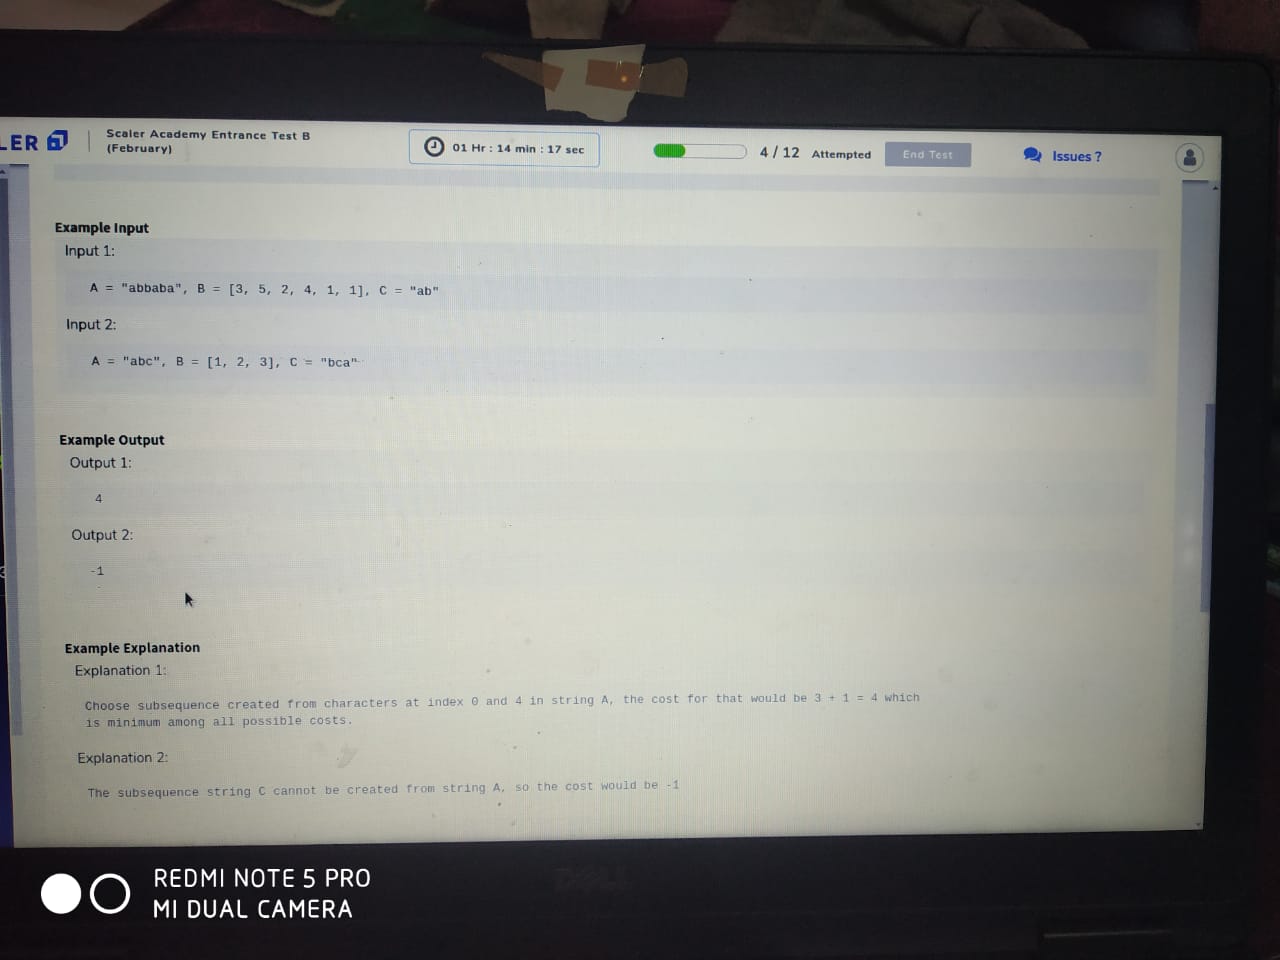 LER
Scaler Academy Entrance Test B
(February)
01 Hr : 14 min : 17 sec
4 / 12 Attempted
End Test
Issues ?
Example Input
Input 1:
A = "abbaba", B = [3, 5, 2, 4, 1, 1], C = "ab"
Input 2:
A = "abc", B = [1, 2, 3], C = "bca"
Example Output
Output 1:
4
Output 2:
-1
Example Explanation
Explanation 1:
Choose subsequence created from characters at index 0 and 4 in string A, the cost for that would be 3 + 1 = 4 which
is minimum among all possible costs.
Explanation 2:
The subsequence string C cannot be created from string A, so the cost would be -1
DELL
REDMI NOTE 5 PRO
MI DUAL CAMERA